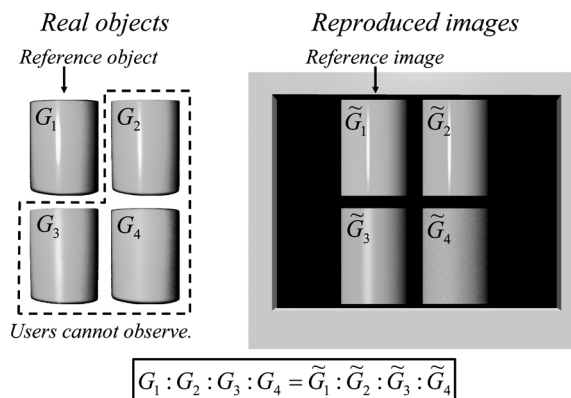 Real objects
Reproduced images
Reference object
Reference image
G₁
G₂
G̃₁
G̃₂
G₃
G₄
G̃₃
G̃₄
Users cannot observe.
G₁ : G₂ : G₃ : G₄ = G̃₁ : G̃₂ : G̃₃ : G̃₄